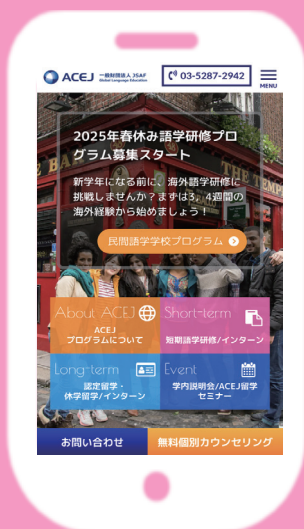 ACEJ 一般財団法人 JSAF
Global Language Education
03-5287-2942
MENU
2025年春休み語学研修プロ
グラム募集スタート
新学年になる前に、海外語学研修に
挑戦しませんか？まずは3，4週間の
海外経験から始めましょう！
民間語学学校プログラム
About ACEJ
ACEJ
プログラムについて
Short-term
短期語学研修/インターン
Long-term
認定留学・
休学留学/インターン
Event
学内説明会/ACEJ留学
セミナー
お問い合わせ
無料個別カウンセリング